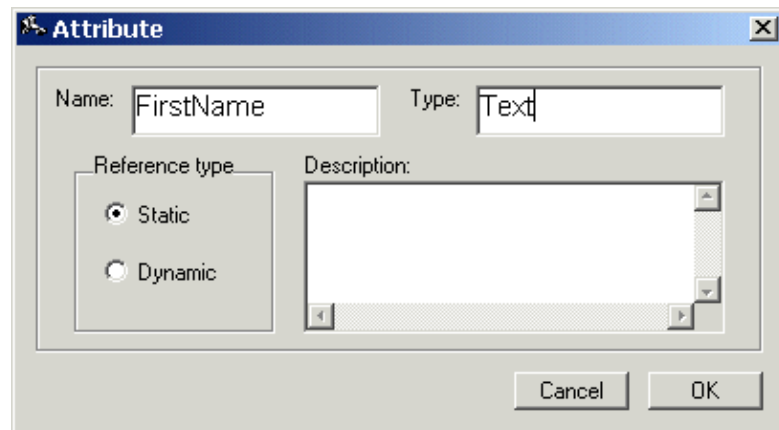 Attribute
Name: FirstName Type: Text
Reference type Description:
Static
Dynamic
Cancel OK